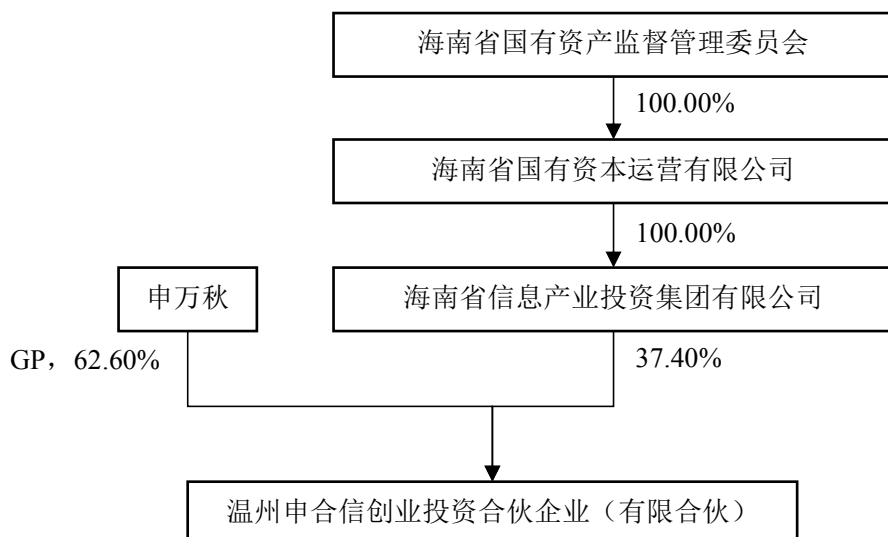 海南省国有资产监督管理委员会
100.00%
海南省国有资本运营有限公司
100.00%
申万秋
海南省信息产业投资集团有限公司
GP，62.60%
37.40%
温州申合信创业投资合伙企业（有限合伙）